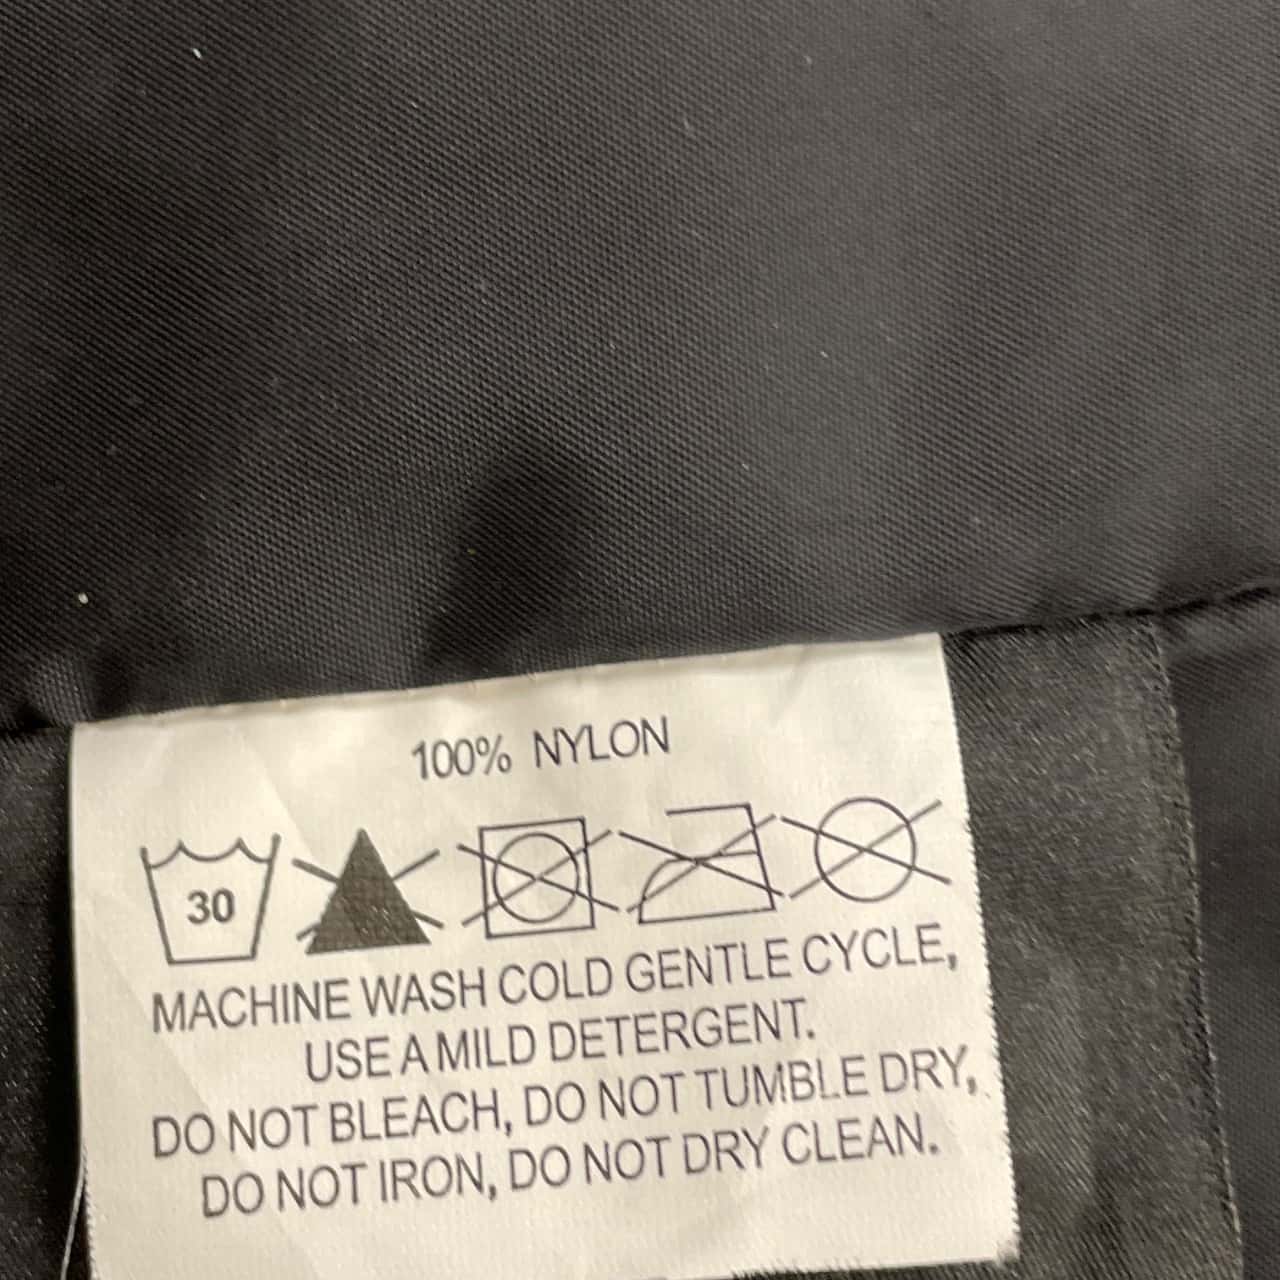 100% NYLON
30
MACHINE WASH COLD GENTLE CYCLE,
USE A MILD DETERGENT.
DO NOT BLEACH, DO NOT TUMBLE DRY,
DO NOT IRON, DO NOT DRY CLEAN.